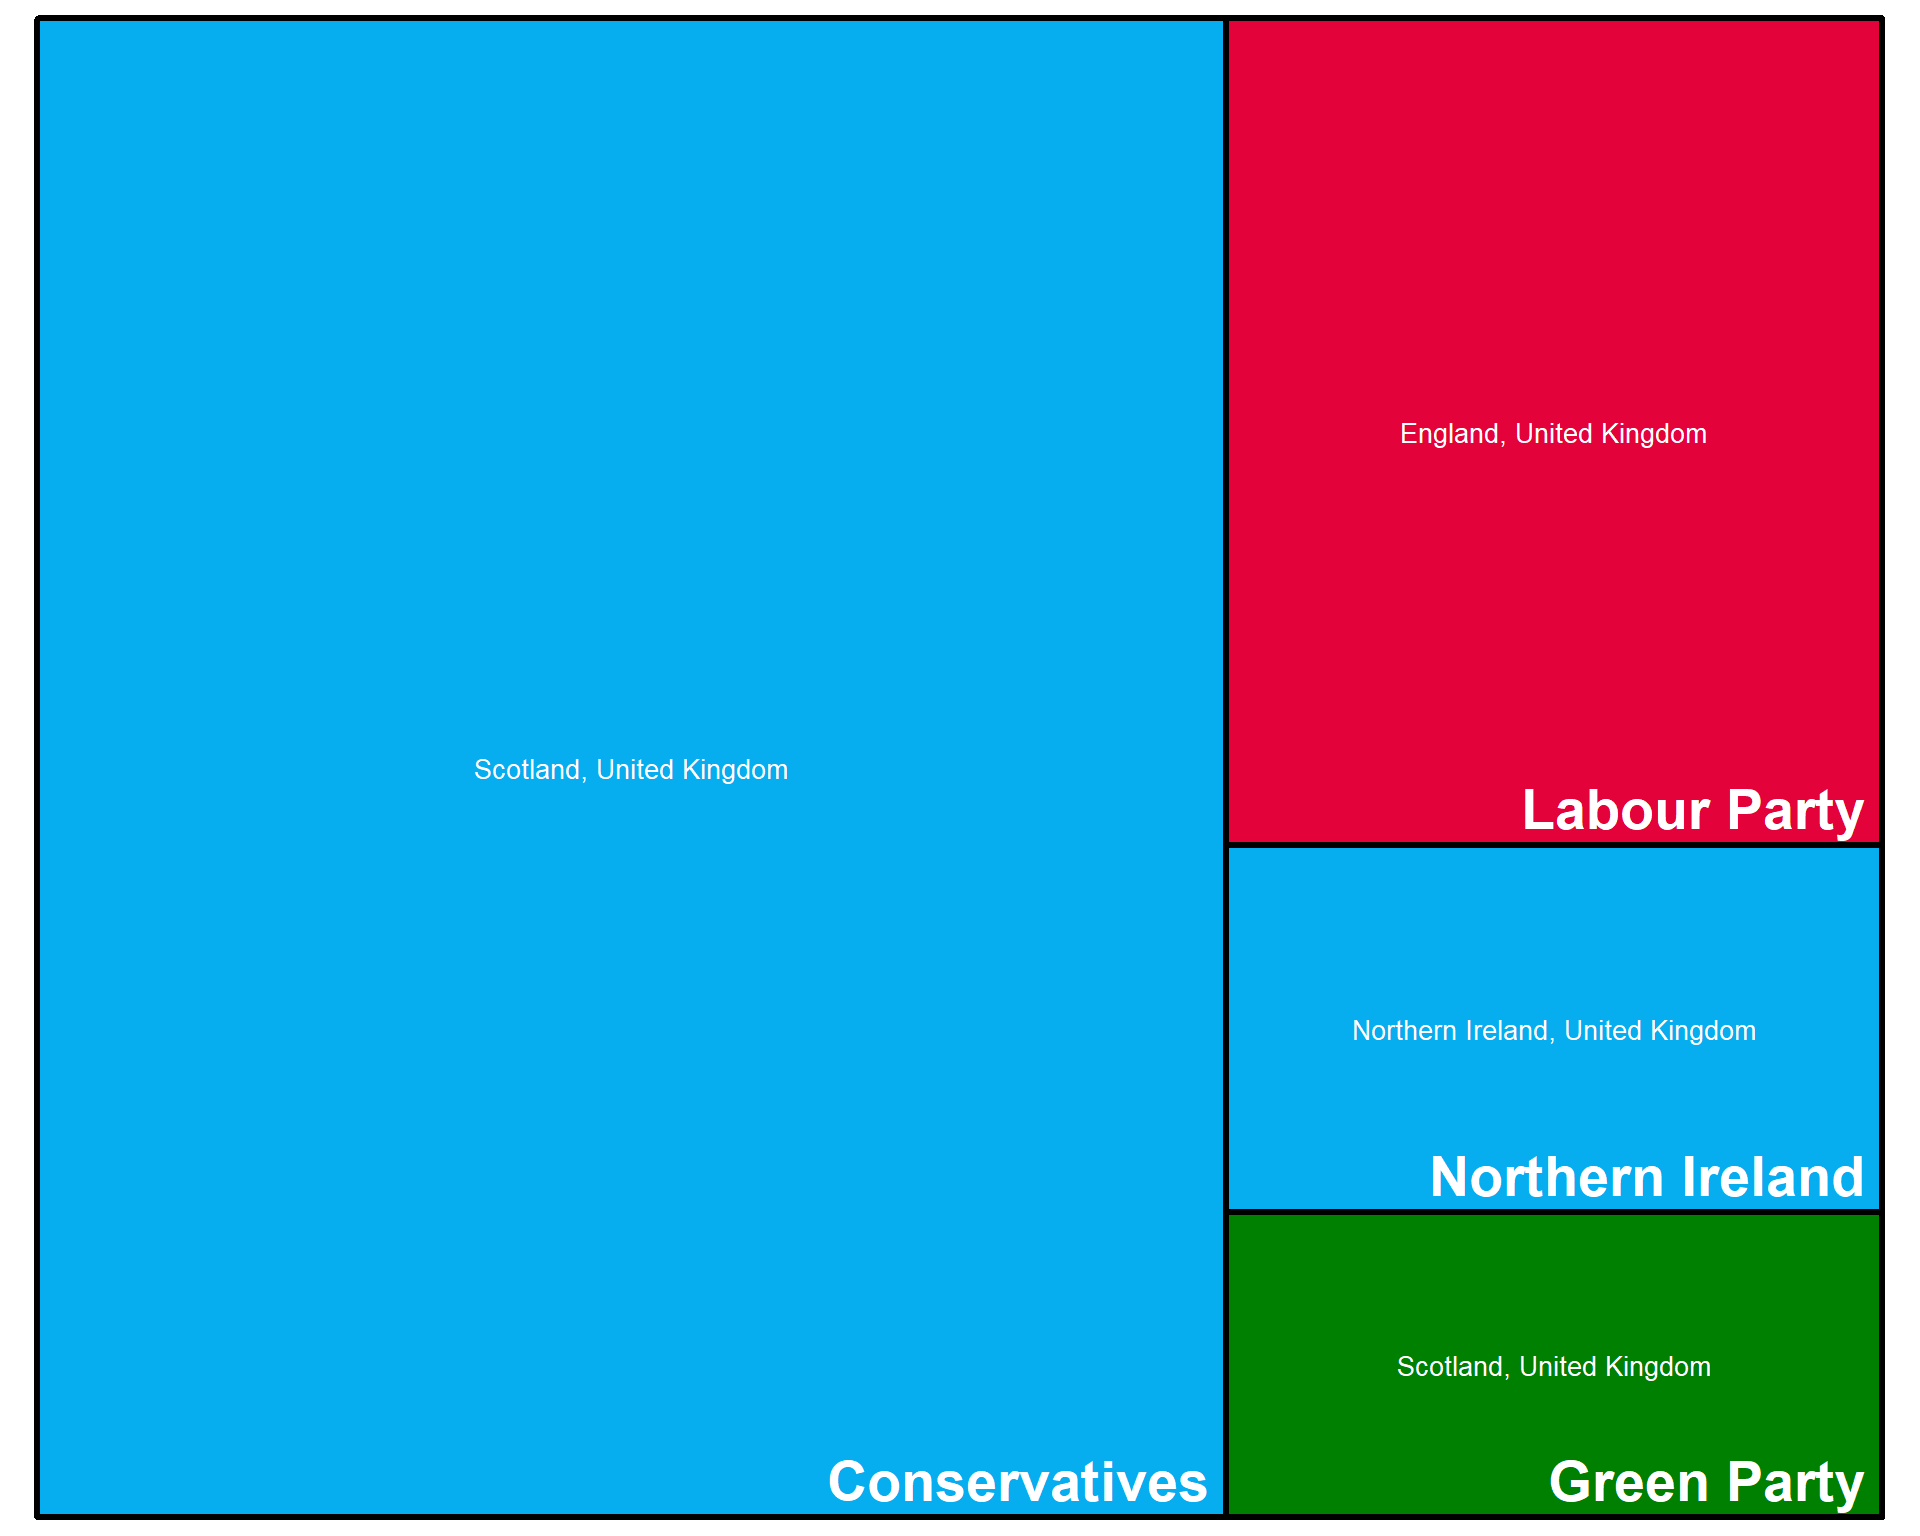 Scotland, United Kingdom
Conservatives
England, United Kingdom
Labour Party
Northern Ireland, United Kingdom
Northern Ireland
Scotland, United Kingdom
Green Party